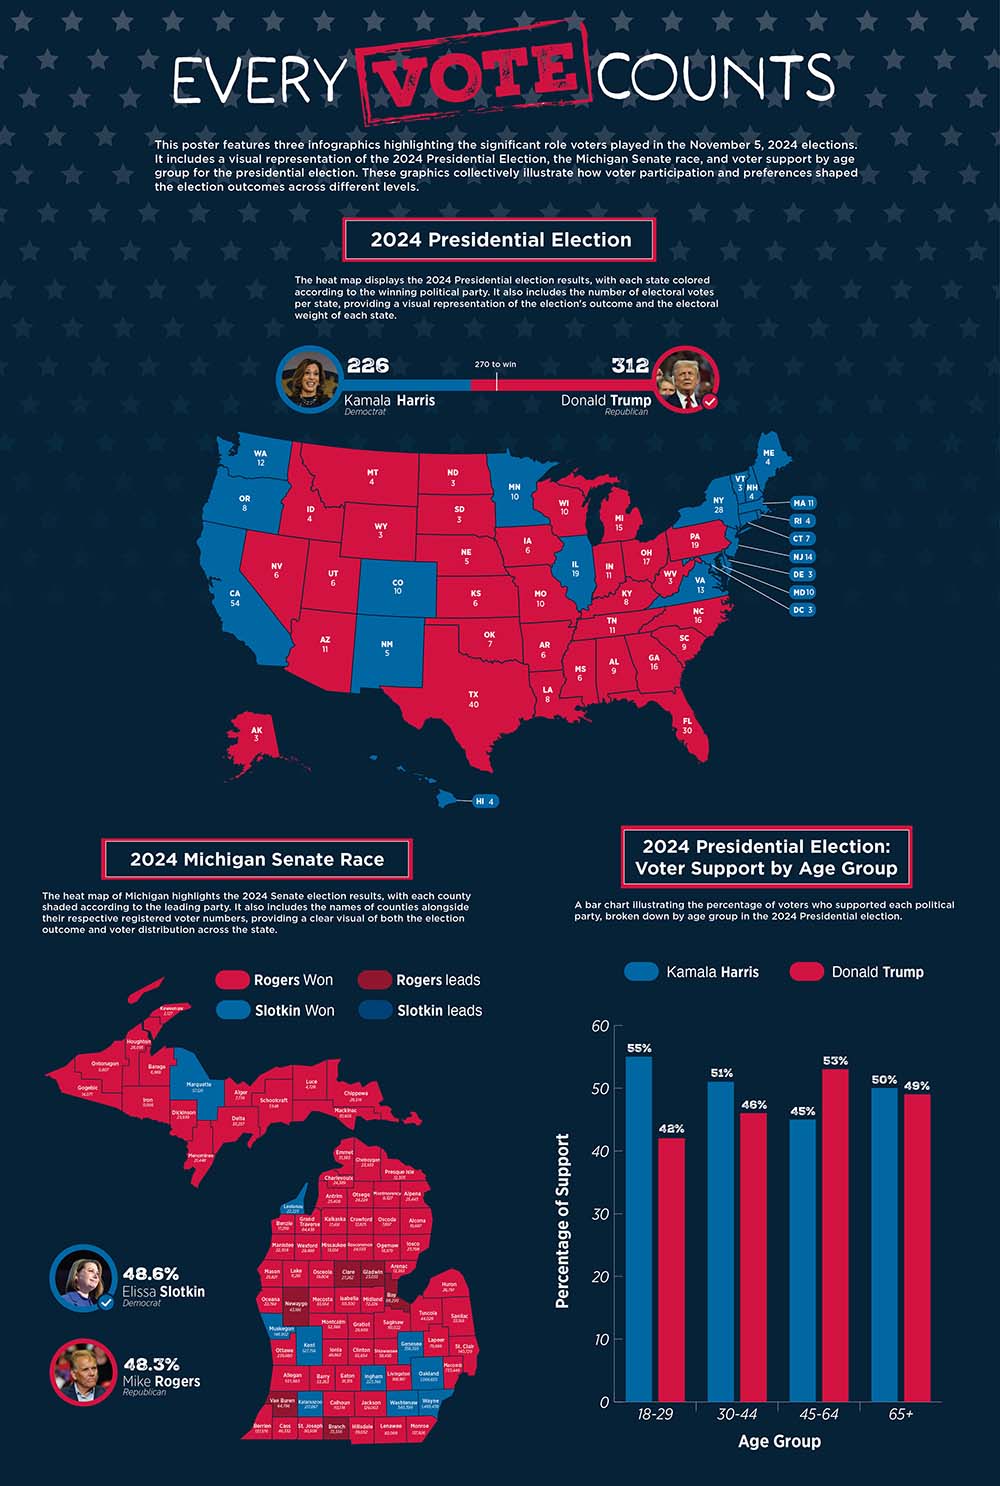 EVERY VOTE COUNTS
This poster features three infographics highlighting the significant role voters played in the November 5, 2024 elections.
It includes a visual representation of the 2024 Presidential Election, the Michigan Senate race, and voter support by age
group for the presidential election. These graphics collectively illustrate how voter participation and preferences shaped
the election outcomes across different levels.
2024 Presidential Election
The heat map displays the 2024 Presidential election results, with each state colored
according to the winning political party. It also includes the number of electoral votes
per state, providing a visual representation of the election's outcome and the electoral
weight of each state.
226
270 to win
312
Kamala Harris
Democtrat
Donald Trump
Republican
WA
12
OR
8
CA
54
NV
6
ID
4
MT
4
WY
3
UT
6
AZ
11
CO
10
NM
5
ND
3
SD
3
NE
5
KS
6
OK
7
TX
40
MN
10
IA
6
MO
10
AR
6
LA
8
WI
10
IL
19
MI
15
IN
11
OH
17
KY
8
TN
11
MS
6
AL
9
GA
16
FL
30
SC
9
NC
16
VA
13
WV
3
PA
19
NY
28
VT
3
NH
4
ME
4
MA 11
RI 4
CT 7
NJ 14
DE 3
MD 10
DC 3
AK
3
HI 4
2024 Michigan Senate Race
The heat map of Michigan highlights the 2024 Senate election results, with each county
shaded according to the leading party. It also includes the names of counties alongside
their respective registered voter numbers, providing a clear visual of both the election
outcome and voter distribution across the state.
Rogers Won
Rogers leads
Slotkin Won
Slotkin leads
Keweenaw
Houghton
Ontonagon
Baraga
Gogebic
Marquette
Iron
Dickinson
Menominee
Alger
Delta
Schoolcraft
Luce
Chippewa
Mackinac
Emmet
Cheboygan
Presque Isle
Charlevoix
Antrim
Otsego
Montmorency
Alpena
Leelanau
Benzie
Grand
Traverse
Kalkaska
Crawford
Oscoda
Alcona
Manistee
Wexford
Missaukee
Roscommon
Ogemaw
Iosco
Mason
Lake
Osceola
Clare
Gladwin
Arenac
Oceana
Newaygo
Mecosta
Isabella
Midland
Bay
Huron
Muskegon
Montcalm
Gratiot
Saginaw
Tuscola
Sanilac
Ottawa
Kent
Ionia
Clinton
Shiawassee
Genesee
Lapeer
St. Clair
Allegan
Barry
Eaton
Ingham
Livingston
Oakland
Macomb
Van Buren
Kalamazoo
Calhoun
Jackson
Washtenaw
Wayne
Berrien
Cass
St. Joseph
Branch
Hillsdale
Lenawee
Monroe
48.6%
Elissa Slotkin
Democrat
48.3%
Mike Rogers
Republican
2024 Presidential Election:
Voter Support by Age Group
A bar chart illustrating the percentage of voters who supported each political
party, broken down by age group in the 2024 Presidential election.
Kamala Harris
Donald Trump
Percentage of Support
60
50
40
30
20
10
0
55%
42%
51%
46%
45%
53%
50%
49%
18-29
30-44
45-64
65+
Age Group